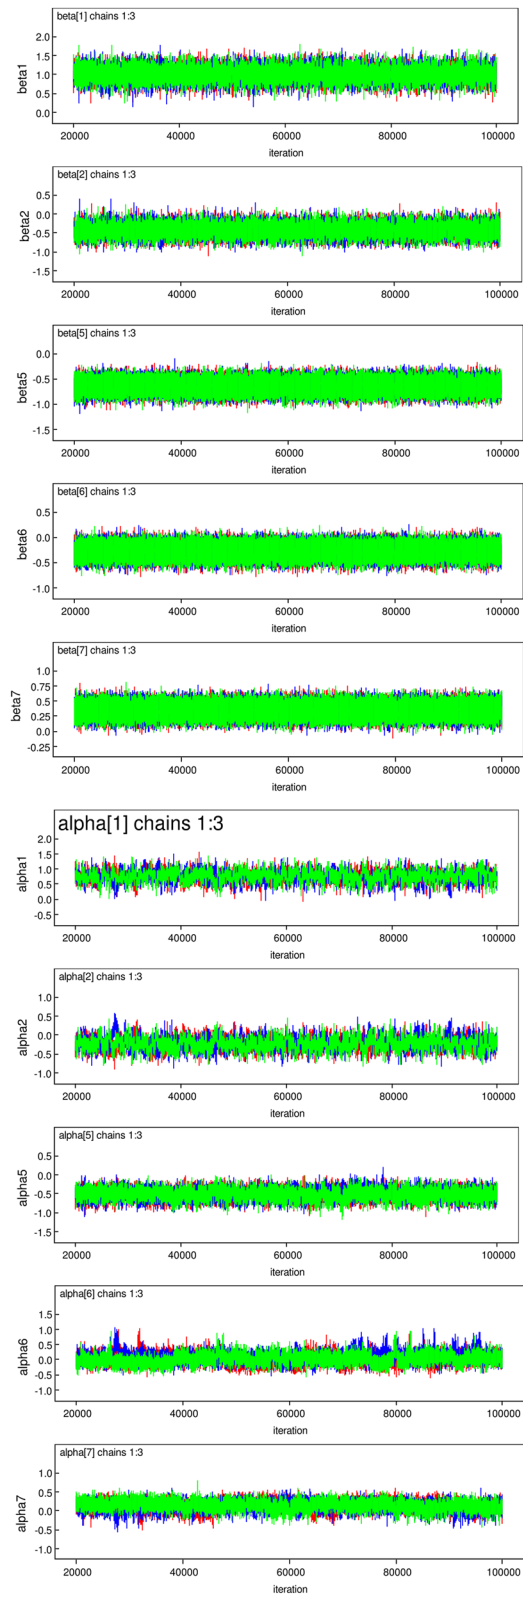 beta[1] chains 1:3
beta1
2.0
1.5
1.0
0.5
0.0
20000 40000 60000 80000 100000
iteration
beta[2] chains 1:3
beta2
0.5
0.0
-0.5
-1.0
-1.5
20000 40000 60000 80000 100000
iteration
beta[5] chains 1:3
beta5
0.0
-0.5
-1.0
-1.5
20000 40000 60000 80000 100000
iteration
beta[6] chains 1:3
beta6
0.5
0.0
-0.5
-1.0
20000 40000 60000 80000 100000
iteration
beta[7] chains 1:3
beta7
1.0
0.75
0.5
0.25
0.0
-0.25
20000 40000 60000 80000 100000
iteration
alpha[1] chains 1:3
alpha1
2.0
1.5
1.0
0.5
0.0
-0.5
20000 40000 60000 80000 100000
iteration
alpha[2] chains 1:3
alpha2
1.0
0.5
0.0
-0.5
-1.0
20000 40000 60000 80000 100000
iteration
alpha[5] chains 1:3
alpha5
0.5
0.0
-0.5
-1.0
-1.5
20000 40000 60000 80000 100000
iteration
alpha[6] chains 1:3
alpha6
1.5
1.0
0.5
0.0
-0.5
-1.0
20000 40000 60000 80000 100000
iteration
alpha[7] chains 1:3
alpha7
1.0
0.5
0.0
-0.5
-1.0
20000 40000 60000 80000 100000
iteration